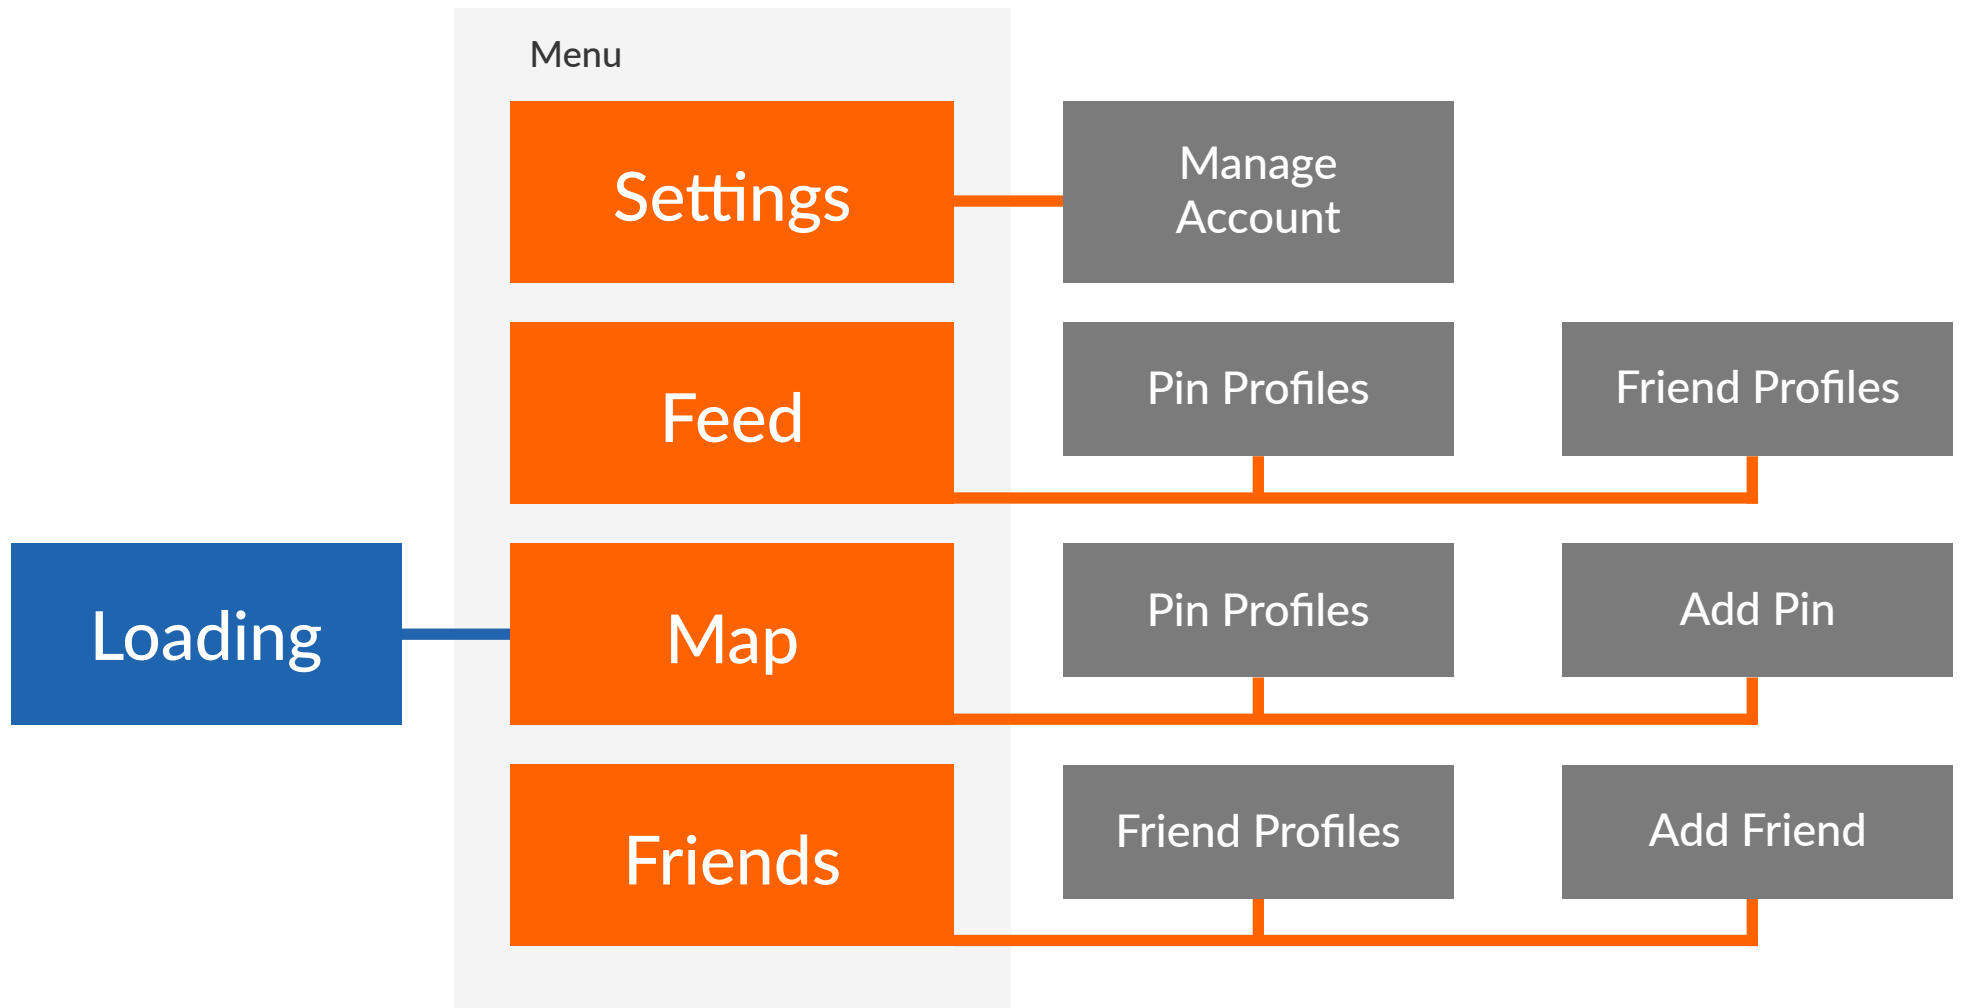 Menu
Settings
Manage
Account
Feed
Pin Profiles
Friend Profiles
Loading
Map
Pin Profiles
Add Pin
Friends
Friend Profiles
Add Friend